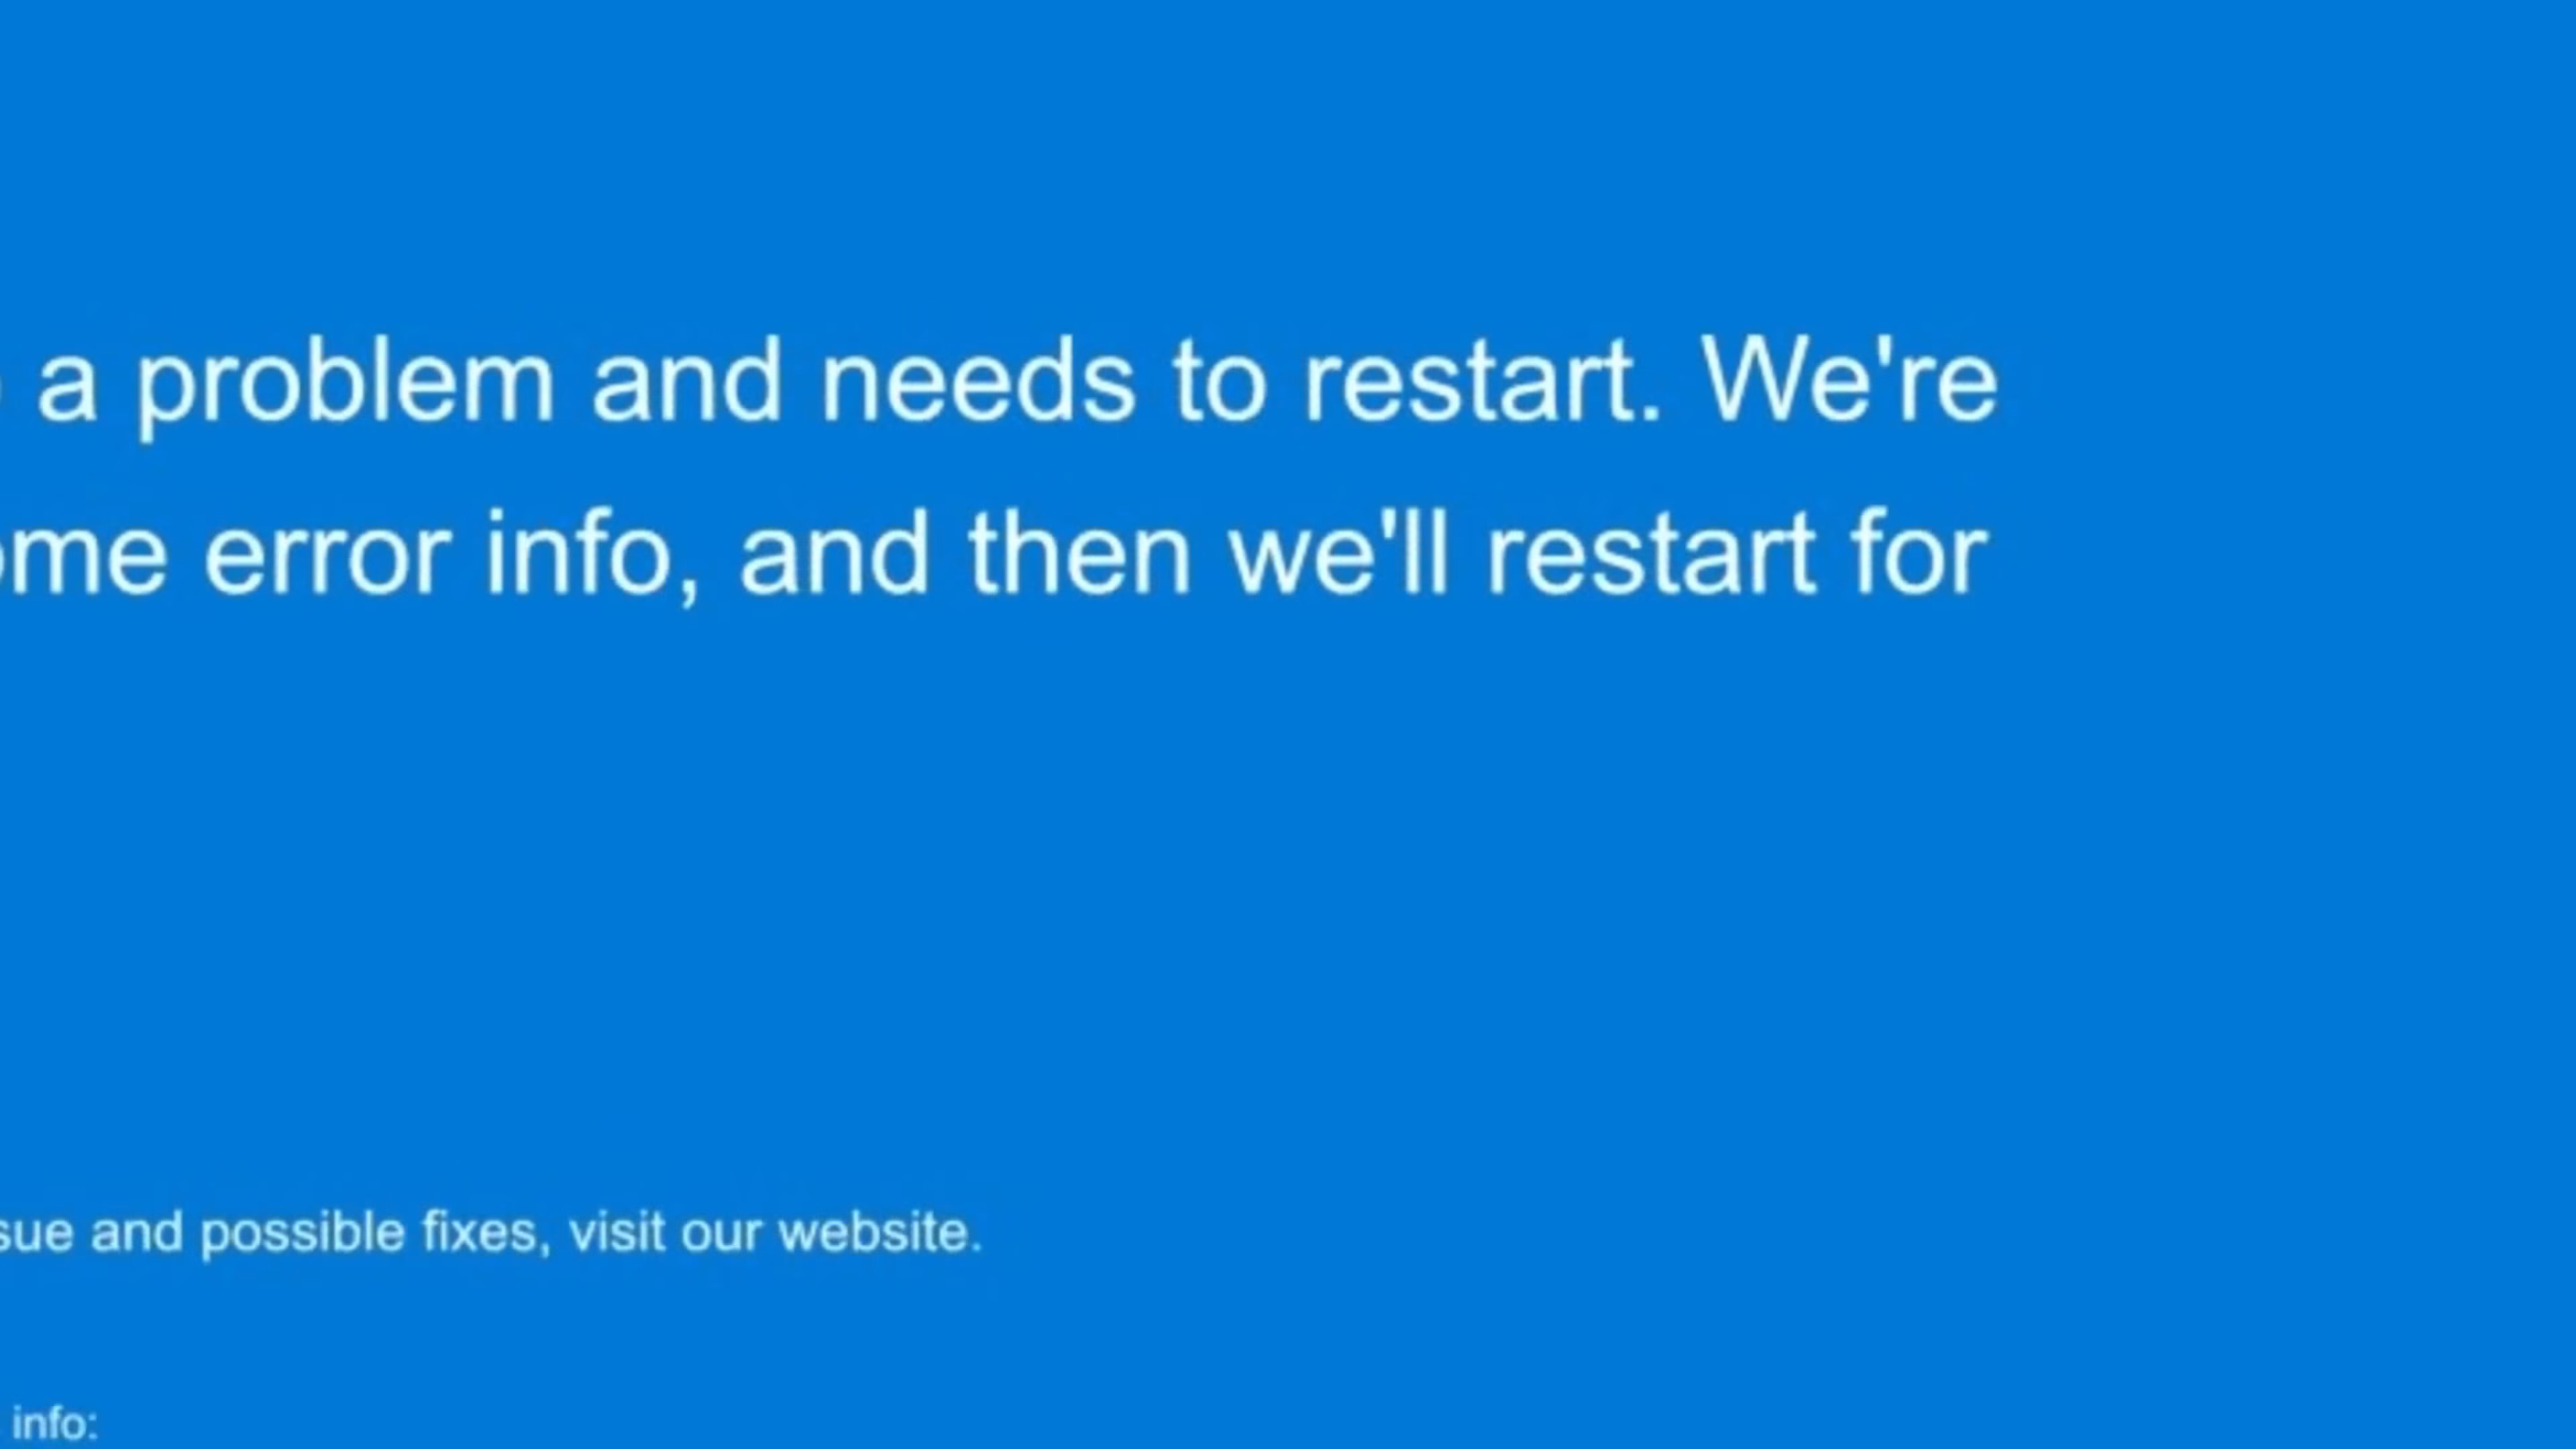 a problem and needs to restart. We're
error info, and then we'll restart for
and possible fixes, visit our website.
info: